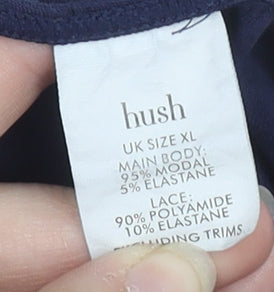 hush
UK SIZE XL
MAIN BODY:
95% MODAL
5% ELASTANE
LACE:
90% POLYAMIDE
10% ELASTANE
EXCLUDING TRIMS